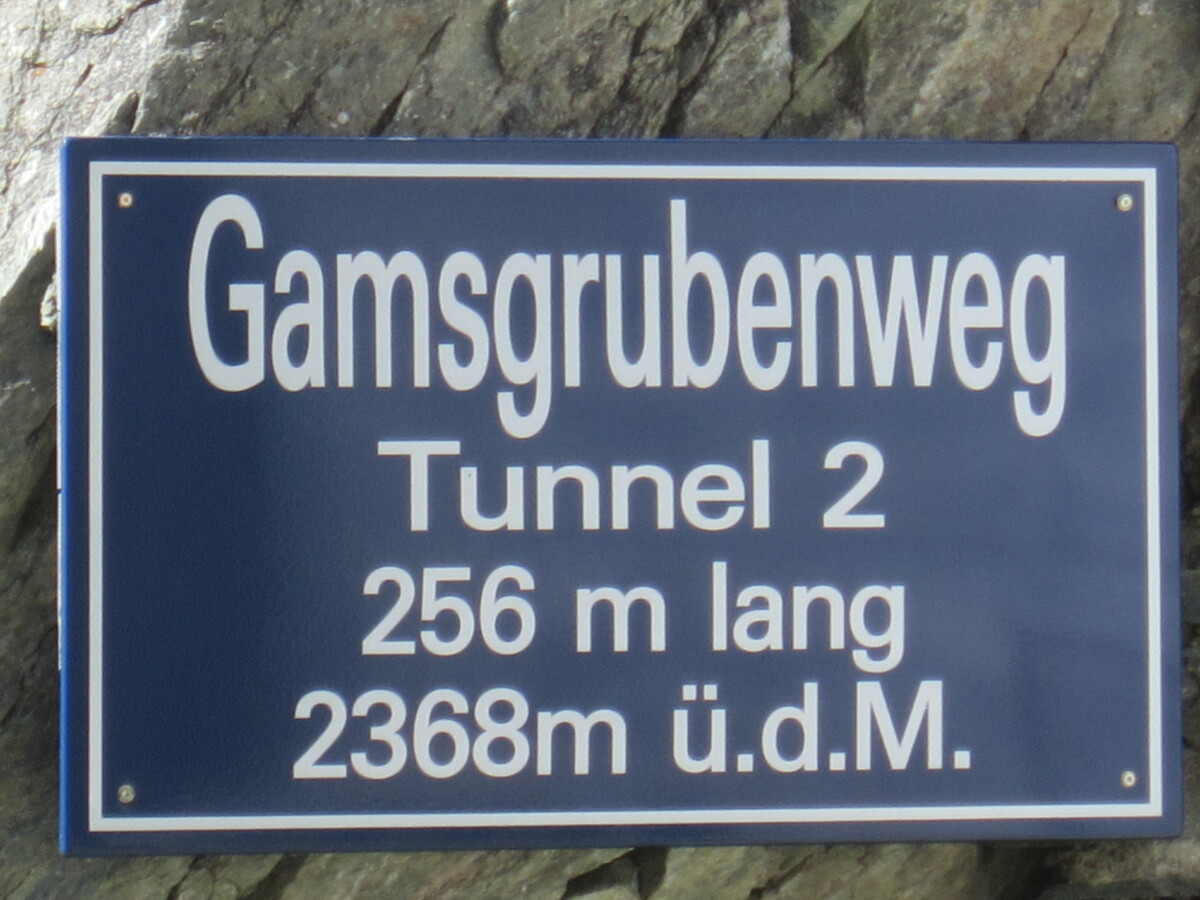 Gamsgrubenweg
Tunnel 2
256 m lang
2368m ü.d.M.